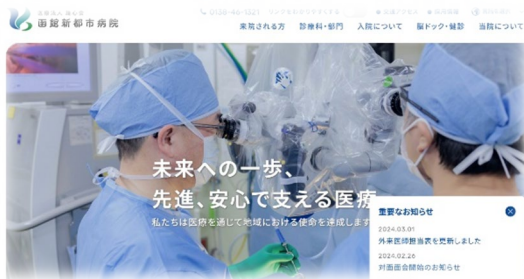 函館新都市病院
来院される方 診療科・部門 入院について 脳ドック・健診 当院について
未来への一歩、
先進、安心で支える医療
私たちは医療を通じて地域における使命を達成します
重要なお知らせ
2024.03.01
外来医師担当表を更新しました
2024.02.26
対面面会開始のお知らせ